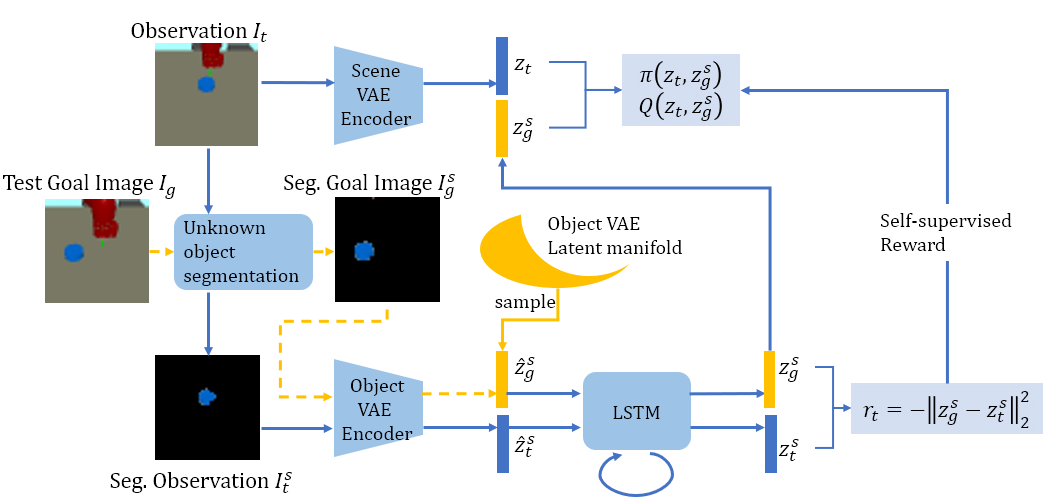 Observation $I_t$
Scene
VAE
Encoder
$z_t$
$z_g^s$
$\pi(z_t, z_g^s)$
$Q(z_t, z_g^s)$
Test Goal Image $I_g$
Seg. Goal Image $I_g^s$
Unknown
object
segmentation
Object VAE
Latent manifold
sample
Self-supervised
Reward
Object
VAE
Encoder
$\hat{z}_g^s$
$\hat{z}_t^s$
LSTM
$z_g^s$
$z_t^s$
$r_t = -\left\|z_g^s - z_t^s\right\|_2^2$
Seg. Observation $I_t^s$